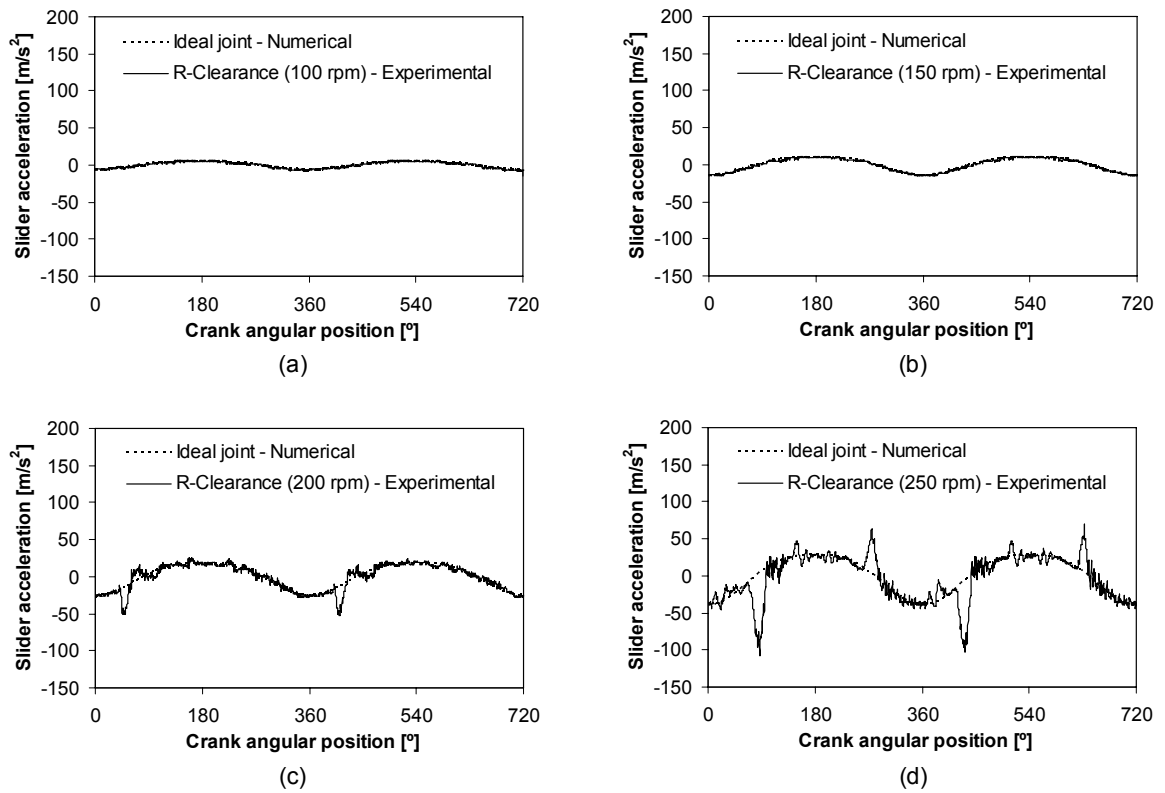 200
150
100
50
0
-50
-100
-150
Slider acceleration [m/s²]
Ideal joint - Numerical
R-Clearance (100 rpm) - Experimental
0 180 360 540 720
Crank angular position [º]
(a)
200
150
100
50
0
-50
-100
-150
Slider acceleration [m/s²]
Ideal joint - Numerical
R-Clearance (150 rpm) - Experimental
0 180 360 540 720
Crank angular position [º]
(b)
200
150
100
50
0
-50
-100
-150
Slider acceleration [m/s²]
Ideal joint - Numerical
R-Clearance (200 rpm) - Experimental
0 180 360 540 720
Crank angular position [º]
(c)
200
150
100
50
0
-50
-100
-150
Slider acceleration [m/s²]
Ideal joint - Numerical
R-Clearance (250 rpm) - Experimental
0 180 360 540 720
Crank angular position [º]
(d)